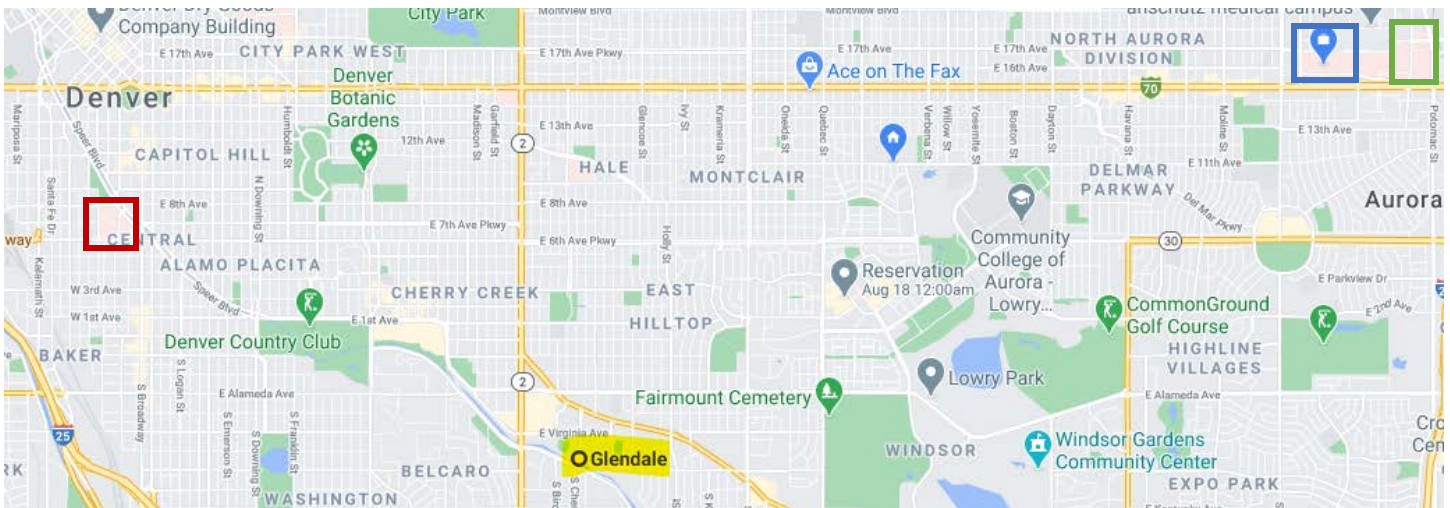 Denver Dry Goods
Company Building
City Park
Montview Blvd
Montview Blvd
anschutz medical campus
E 17th Ave
CITY PARK WEST
E 17th Ave Pkwy
E 17th Ave
E 17th Ave
E 16th Ave
NORTH AURORA
DIVISION
Ace on The Fax
70
Denver
Denver
Botanic
Gardens
Mariposa St
Speer Blvd
Humboldt St
Madison St
Garfield St
12th Ave
2
E 13th Ave
Glencoe St
Ivy St
Krameria St
Oneida St
Quebec St
Verbena St
Willow St
Yosemite St
Boston St
Dayton St
Havana St
Moline St
E 13th Ave
Potomac St
CAPITOL HILL
HALE
MONTCLAIR
DELMAR
PARKWAY
E 11th Ave
Del Mar Pkwy
Aurora
Santa Fe Dr
N Downing St
E 8th Ave
E 8th Ave
E 7th Ave Pkwy
way
CENTRAL
E 6th Ave Pkwy
Holly St
Community
College of
Aurora -
Lowry...
30
ALAMO PLACITA
Kalamath St
W 3rd Ave
Speer Blvd
CHERRY CREEK
EAST
HILLTOP
Reservation
Aug 18 12:00am
E Parkview Dr
E 2nd Ave
W 1st Ave
E 1st Ave
Denver Country Club
CommonGround
Golf Course
HIGHLINE
VILLAGES
BAKER
S Logan St
S Broadway
E Alameda Ave
2
Fairmount Cemetery
Lowry Park
E Alameda Ave
25
S Emerson St
S Downing St
S Franklin St
E Virginia Ave
Glendale
WINDSOR
Windsor Gardens
Community Center
BELCARO
WASHINGTON
EXPO PARK